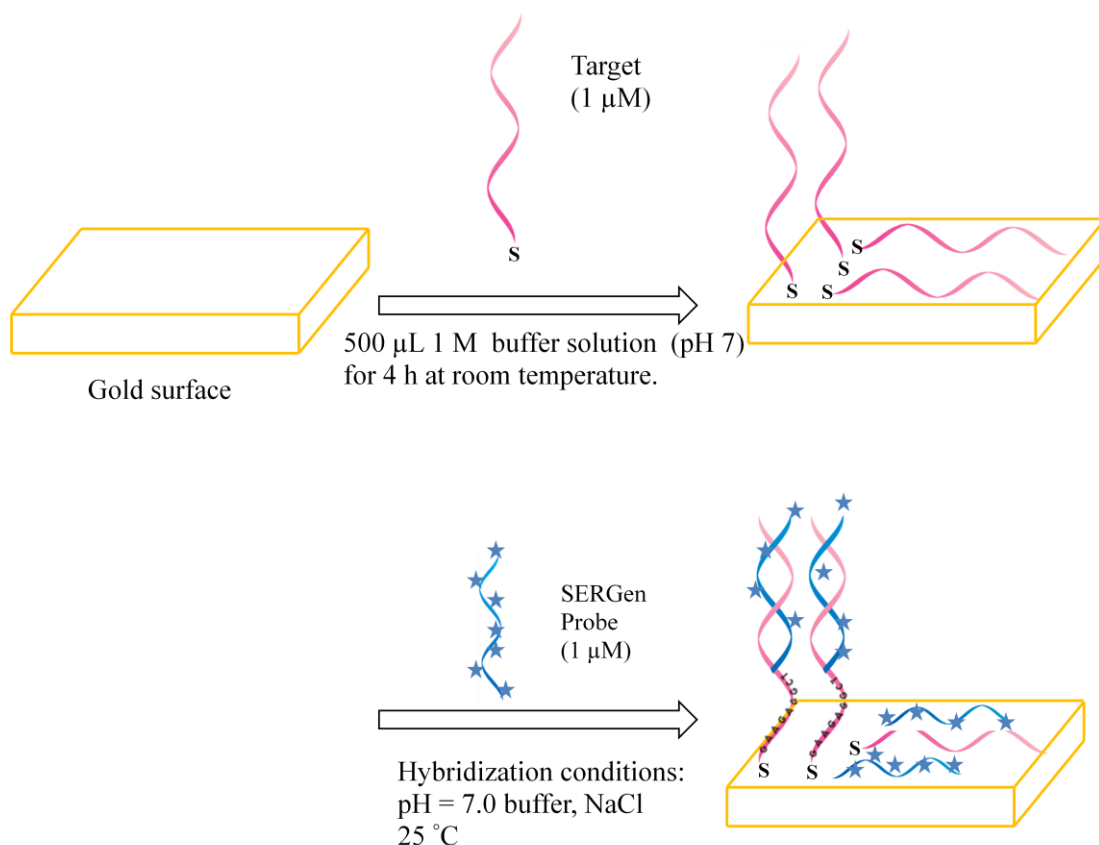 Target
(1 µM)
S
S
S
S
S
500 µL 1 M buffer solution (pH 7)
for 4 h at room temperature.
Gold surface
SERGen
Probe
(1 µM)
S
S
S
Hybridization conditions:
pH = 7.0 buffer, NaCl
25 °C